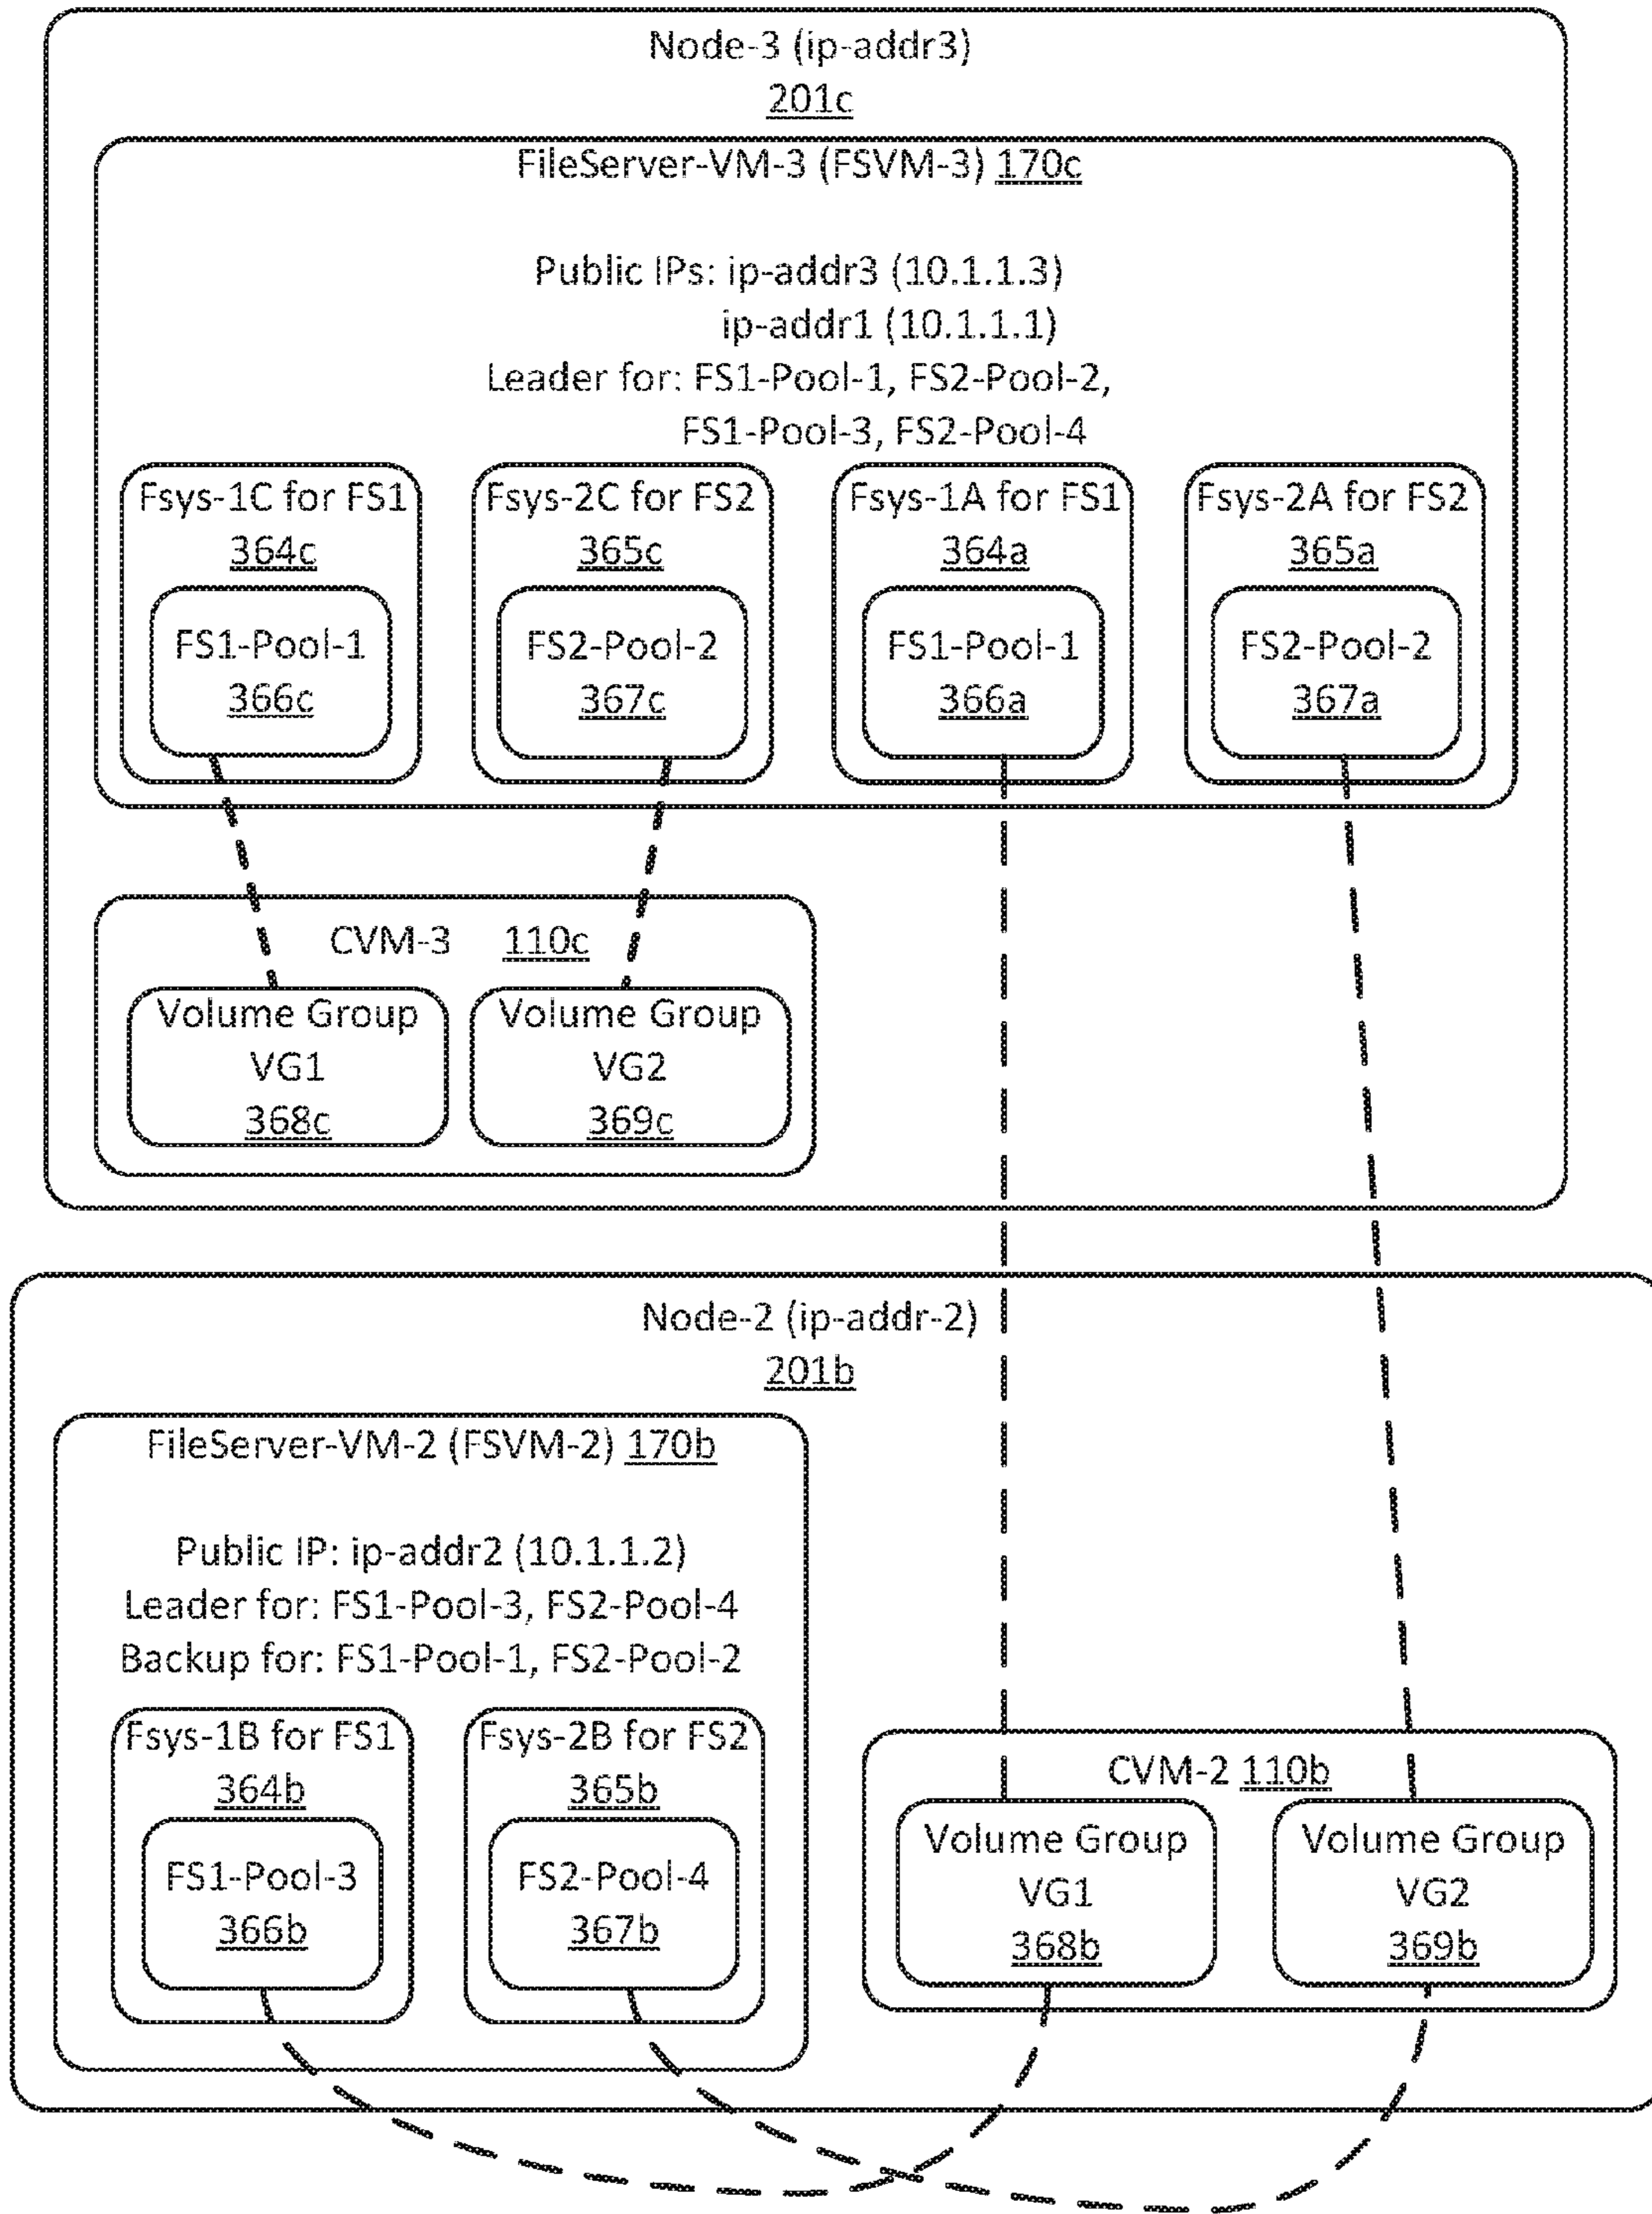 Node-3 (ip-addr3)
201c
FileServer-VM-3 (FSVM-3) 170c
Public IPs: ip-addr3 (10.1.1.3)
ip-addr1 (10.1.1.1)
Leader for: FS1-Pool-1, FS2-Pool-2,
FS1-Pool-3, FS2-Pool-4
Fsys-1C for FS1
364c
FS1-Pool-1
366c
Fsys-2C for FS2
365c
FS2-Pool-2
367c
Fsys-1A for FS1
364a
FS1-Pool-1
366a
Fsys-2A for FS2
365a
FS2-Pool-2
367a
CVM-3 110c
Volume Group
VG1
368c
Volume Group
VG2
369c
Node-2 (ip-addr-2)
201b
FileServer-VM-2 (FSVM-2) 170b
Public IP: ip-addr2 (10.1.1.2)
Leader for: FS1-Pool-3, FS2-Pool-4
Backup for: FS1-Pool-1, FS2-Pool-2
Fsys-1B for FS1
364b
FS1-Pool-3
366b
Fsys-2B for FS2
365b
FS2-Pool-4
367b
CVM-2 110b
Volume Group
VG1
368b
Volume Group
VG2
369b